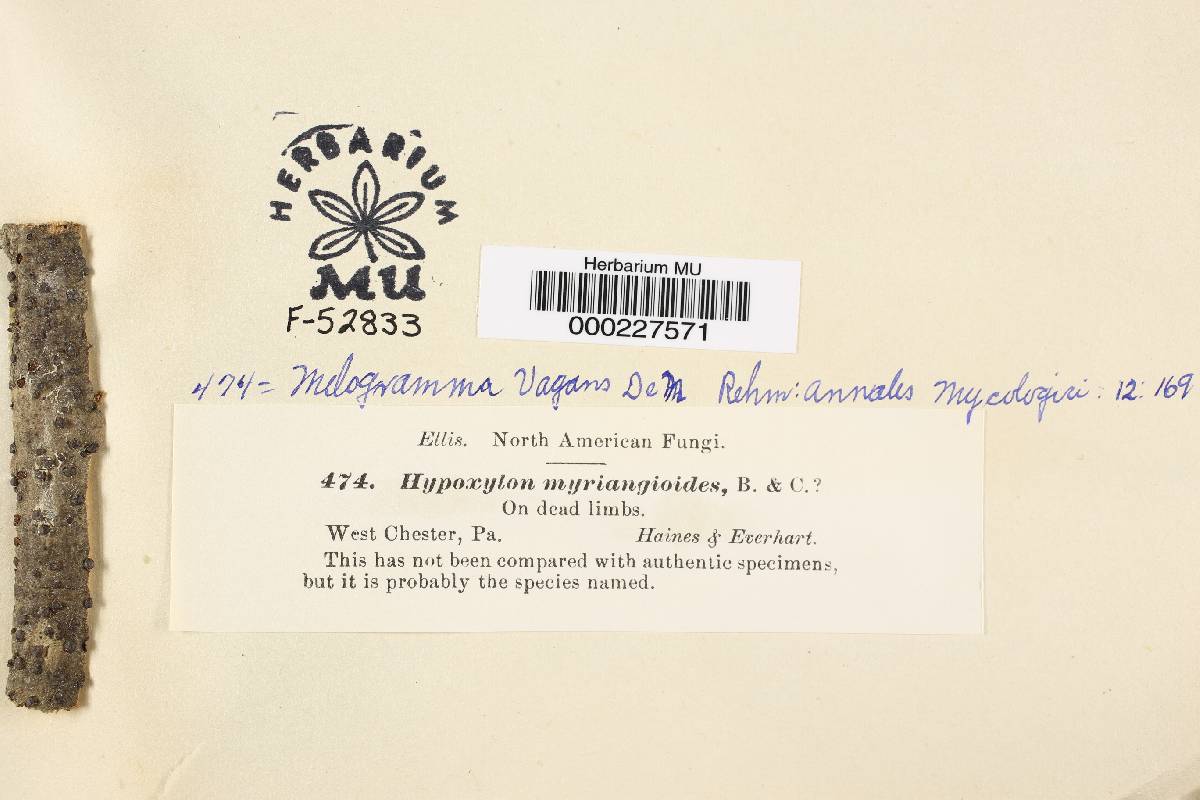 HERBARIUM
MU
F-52833
Herbarium MU
000227571
474 = Melogramma Vagans DeN Rehm: Annales Mycologici: 12: 169
Ellis. North American Fungi.
474. Hypoxylon myriangioides, B. & C.?
On dead limbs.
West Chester, Pa. Haines & Everhart.
This has not been compared with authentic specimens,
but it is probably the species named.